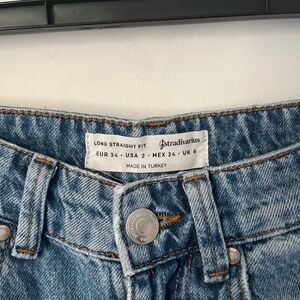 LONG STRAIGHT FIT stradivarius
EUR 34 - USA 2 - MEX 24 - UK 6
MADE IN TURKEY